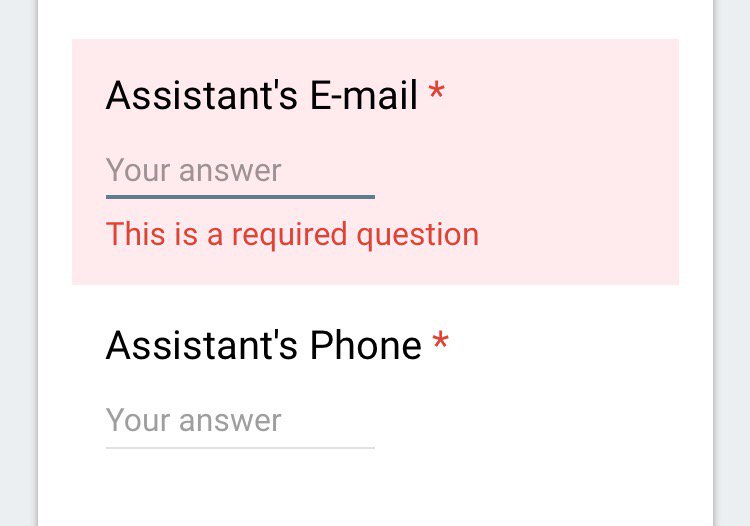 Assistant's E-mail *
Your answer
This is a required question
Assistant's Phone *
Your answer